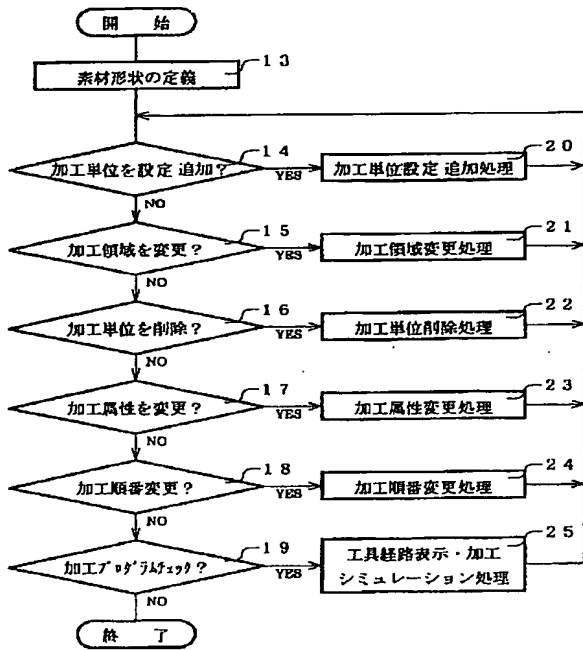 開 始
13
素材形状の定義
14
加工単位を設定 追加?
YES
20
加工単位設定 追加処理
NO
15
加工領域を変更?
YES
21
加工領域変更処理
NO
16
加工単位を削除?
YES
22
加工単位削除処理
NO
17
加工属性を変更?
YES
23
加工属性変更処理
NO
18
加工順番変更?
YES
24
加工順番変更処理
NO
19
加工プログラムチェック?
YES
25
工具経路表示・加工
シミュレーション処理
NO
終 了